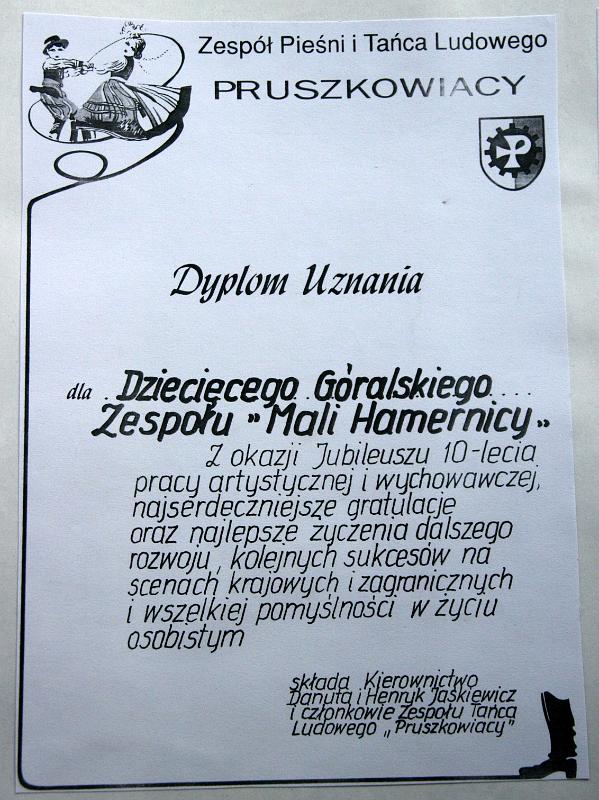 Zespół Pieśni i Tańca Ludowego
PRUSZKOWIACY
Dyplom Uznania
dla . Dziecięcego Góralskiego. . . .
Zespołu "Mali Hamernicy"
Z okazji Jubileuszu 10-lecia
pracy artystycznej i wychowawczej,
najserdeczniejsze gratulacje
oraz najlepsze życzenia dalszego
rozwoju, kolejnych sukcesów na
scenach krajowych i zagranicznych
i wszelkiej pomyślności w życiu
osobistym
składa Kierownictwo
Danuta i Henryk Jaśkiewicz
i członkowie Zespołu Tańca
Ludowego „Pruszkowiacy"